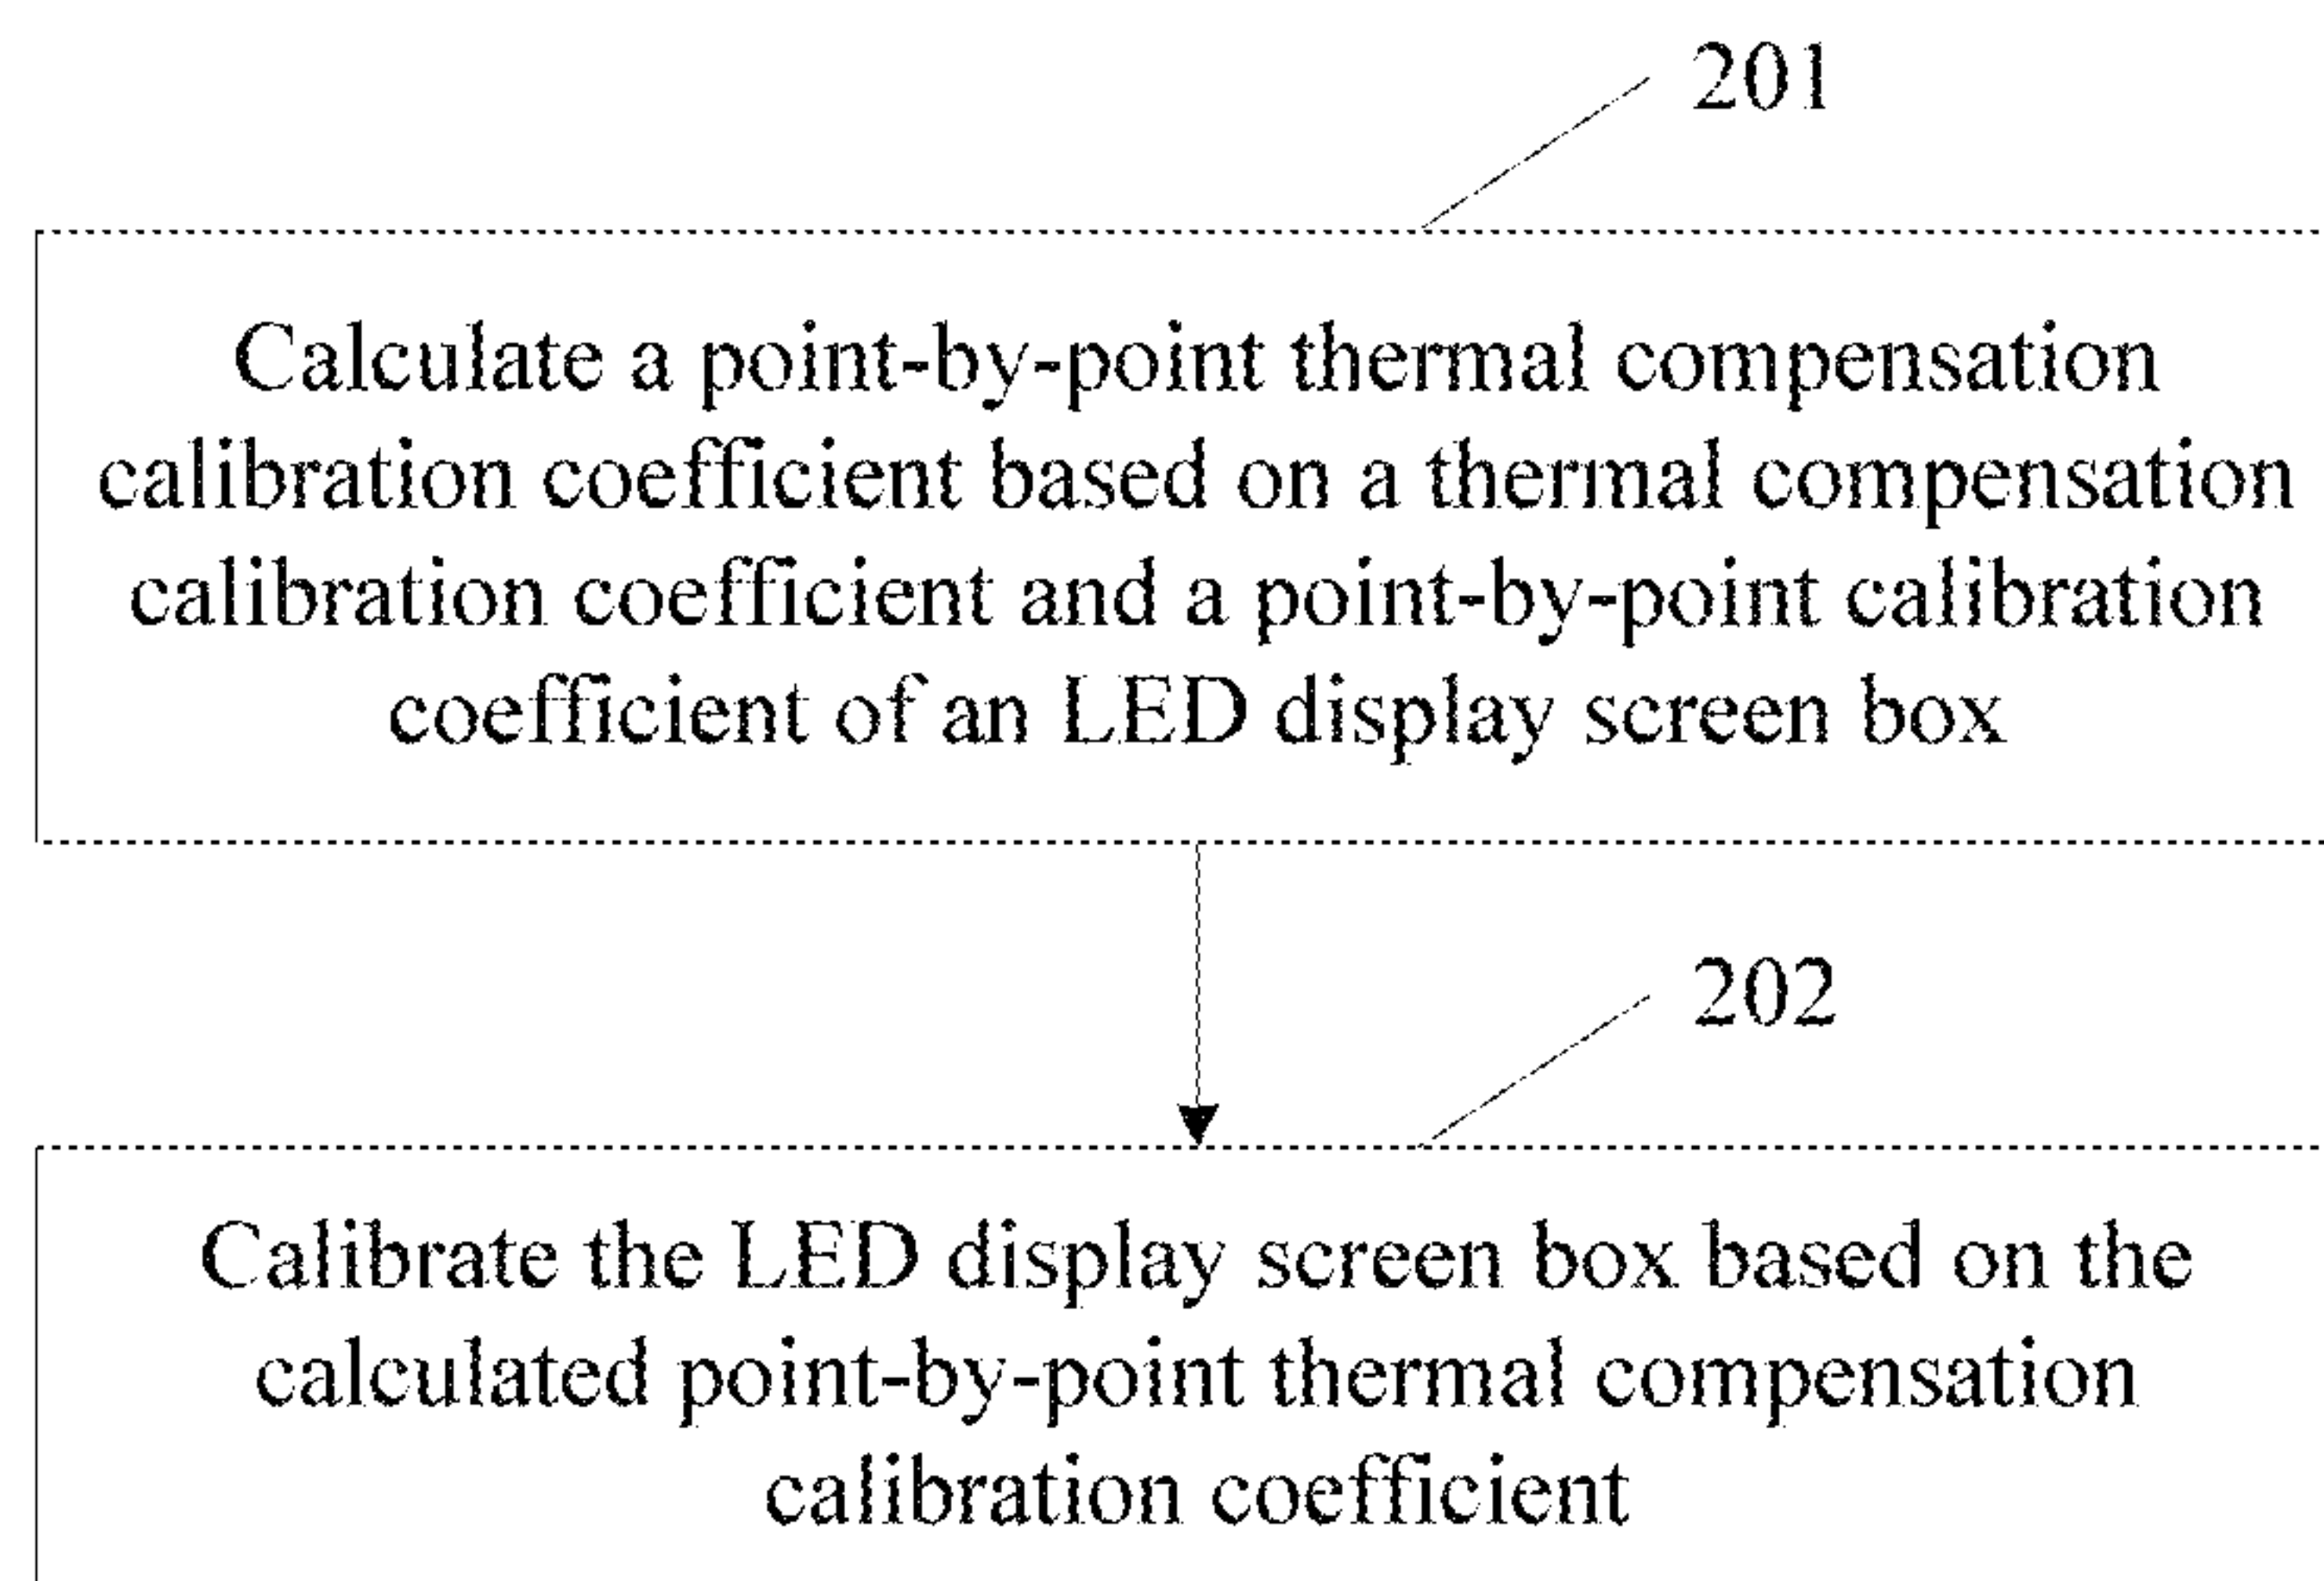 201
Calculate a point-by-point thermal compensation
calibration coefficient based on a thermal compensation
calibration coefficient and a point-by-point calibration
coefficient of an LED display screen box
202
Calibrate the LED display screen box based on the
calculated point-by-point thermal compensation
calibration coefficient